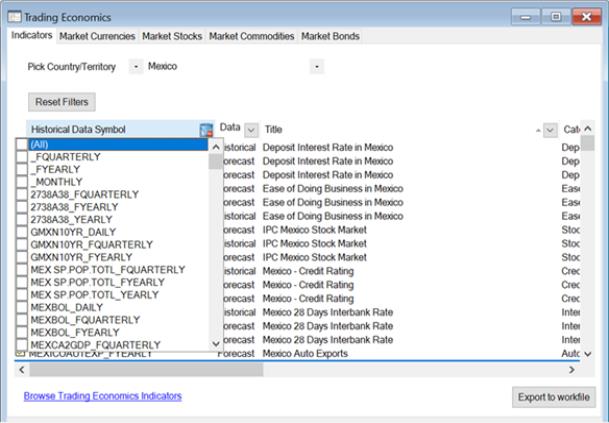 Trading Economics
Indicators Market Currencies Market Stocks Market Commodities Market Bonds
Pick Country/Territory Mexico
Reset Filters
Historical Data Symbol Data Title Cat
(All) istorical Deposit Interest Rate in Mexico Dep
_FQUARTERLY orecast Deposit Interest Rate in Mexico Dep
_FYEARLY orecast Deposit Interest Rate in Mexico Dep
_MONTHLY orecast Ease of Doing Business in Mexico Ease
2738A38_FQUARTERLY orecast Ease of Doing Business in Mexico Ease
2738A38_FYEARLY istorical Ease of Doing Business in Mexico Ease
2738A38_YEARLY orecast IPC Mexico Stock Market Stoc
GMXN10YR_DAILY istorical IPC Mexico Stock Market Stoc
GMXN10YR_FQUARTERLY orecast IPC Mexico Stock Market Stoc
GMXN10YR_FYEARLY istorical Mexico - Credit Rating Crec
MEX SP.POP.TOTL_FQUARTERLY orecast Mexico - Credit Rating Crec
MEX SP.POP.TOTL_FYEARLY orecast Mexico - Credit Rating Crec
MEX SP.POP.TOTL_YEARLY istorical Mexico 28 Days Interbank Rate Inter
MEXBOL_DAILY orecast Mexico 28 Days Interbank Rate Inter
MEXBOL_FQUARTERLY orecast Mexico 28 Days Interbank Rate Inter
MEXBOL_FYEARLY
MEXCA2GDP_FQUARTERLY
MEXICOAUTEXP_FYEARLY Forecast Mexico Auto Exports Autc
Browse Trading Economics Indicators Export to workfile